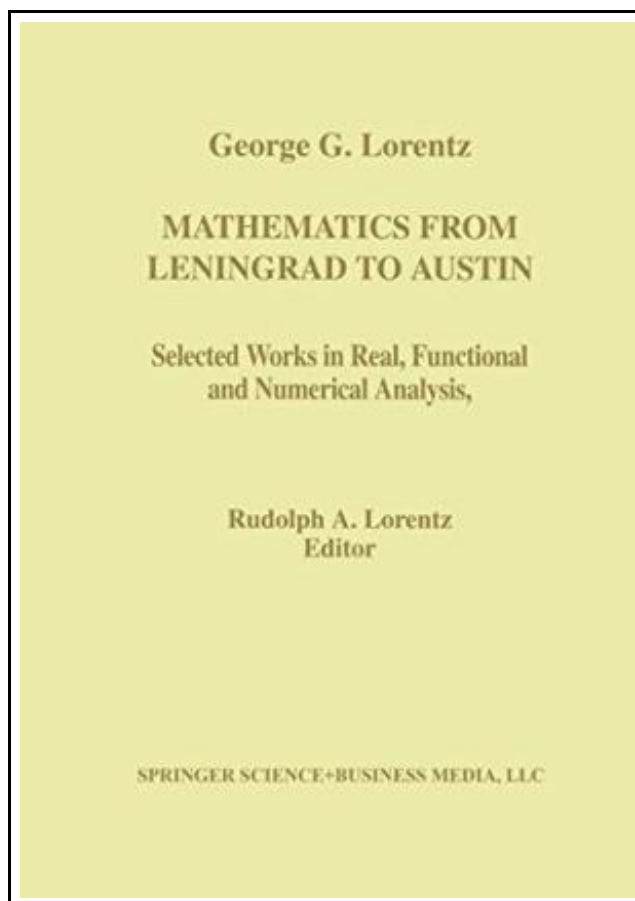 George G. Lorentz
MATHEMATICS FROM
LENINGRAD TO AUSTIN
Selected Works in Real, Functional
and Numerical Analysis,
Rudolph A. Lorentz
Editor
SPRINGER SCIENCE+BUSINESS MEDIA, LLC